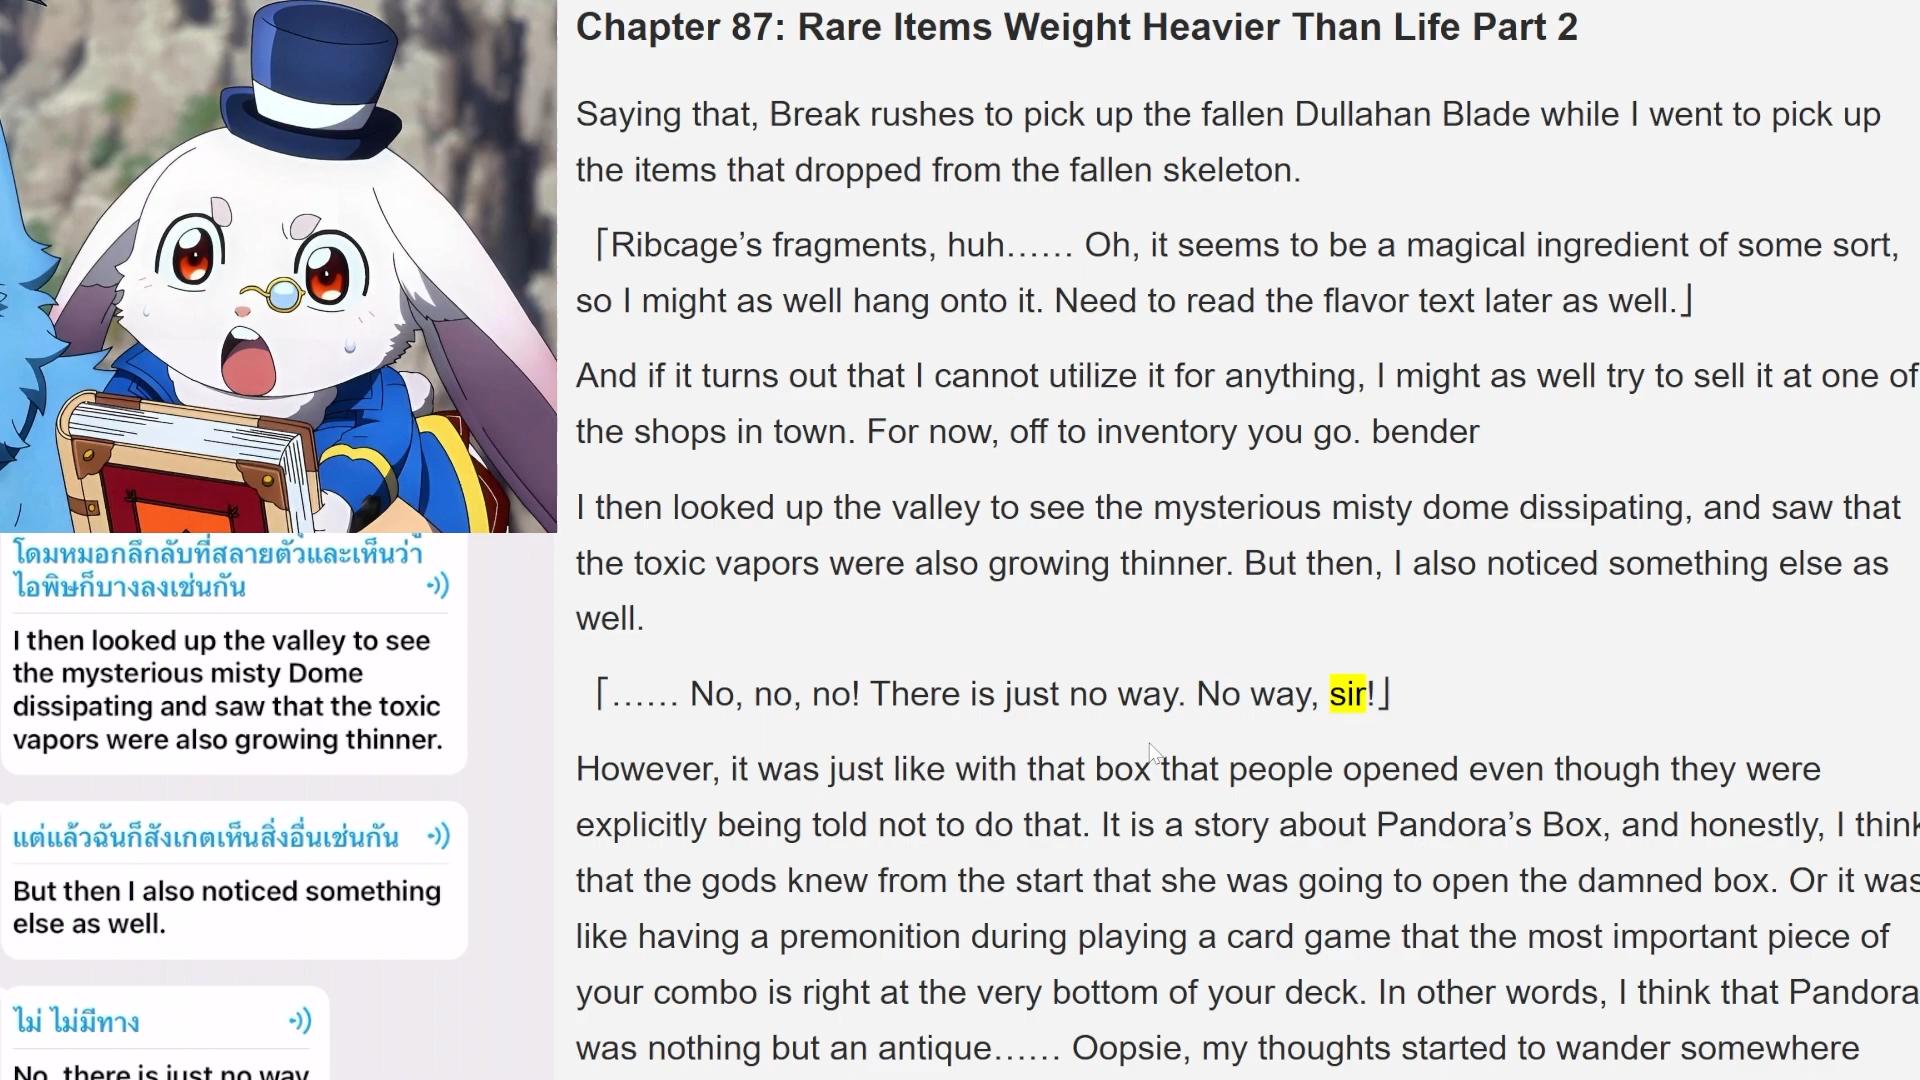 Chapter 87: Rare Items Weight Heavier Than Life Part 2
Saying that, Break rushes to pick up the fallen Dullahan Blade while I went to pick up
the items that dropped from the fallen skeleton.
「Ribcage’s fragments, huh…… Oh, it seems to be a magical ingredient of some sort,
so I might as well hang onto it. Need to read the flavor text later as well.」
And if it turns out that I cannot utilize it for anything, I might as well try to sell it at one of
the shops in town. For now, off to inventory you go. bender
I then looked up the valley to see the mysterious misty dome dissipating, and saw that
the toxic vapors were also growing thinner. But then, I also noticed something else as
well.
「…… No, no, no! There is just no way. No way, sir!」
However, it was just like with that box that people opened even though they were
explicitly being told not to do that. It is a story about Pandora’s Box, and honestly, I think
that the gods knew from the start that she was going to open the damned box. Or it was
like having a premonition during playing a card game that the most important piece of
your combo is right at the very bottom of your deck. In other words, I think that Pandora
was nothing but an antique…… Oopsie, my thoughts started to wander somewhere
โดมหมอกลึกลับที่สลายตัวและเห็นว่า
ไอพิษก็บางลงเช่นกัน
I then looked up the valley to see
the mysterious misty Dome
dissipating and saw that the toxic
vapors were also growing thinner.
แต่แล้วฉันก็สังเกตเห็นสิ่งอื่นเช่นกัน
But then I also noticed something
else as well.
ไม่ ไม่มีทาง
No, there is just no way